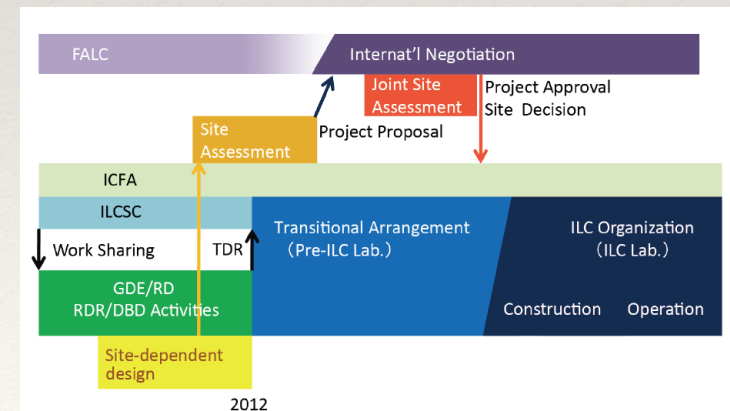 FALC
Internat'l Negotiation
Joint Site
Assessment
Project Approval
Site Decision
Site
Assessment
Project Proposal
ICFA
ILCSC
Work Sharing
TDR
Transitional Arrangement
(Pre-ILC Lab.)
ILC Organization
(ILC Lab.)
GDE/RD
RDR/DBD Activities
Construction
Operation
Site-dependent
design
2012